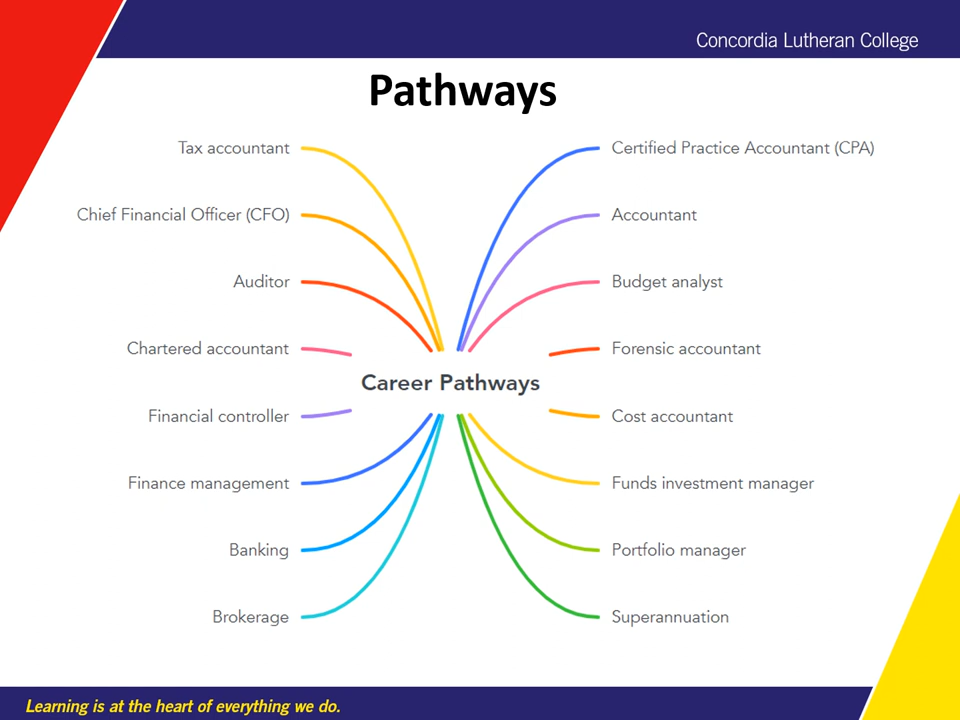 Concordia Lutheran College
Pathways
Tax accountant
Chief Financial Officer (CFO)
Auditor
Chartered accountant
Financial controller
Finance management
Banking
Brokerage
Career Pathways
Certified Practice Accountant (CPA)
Accountant
Budget analyst
Forensic accountant
Cost accountant
Funds investment manager
Portfolio manager
Superannuation
Learning is at the heart of everything we do.